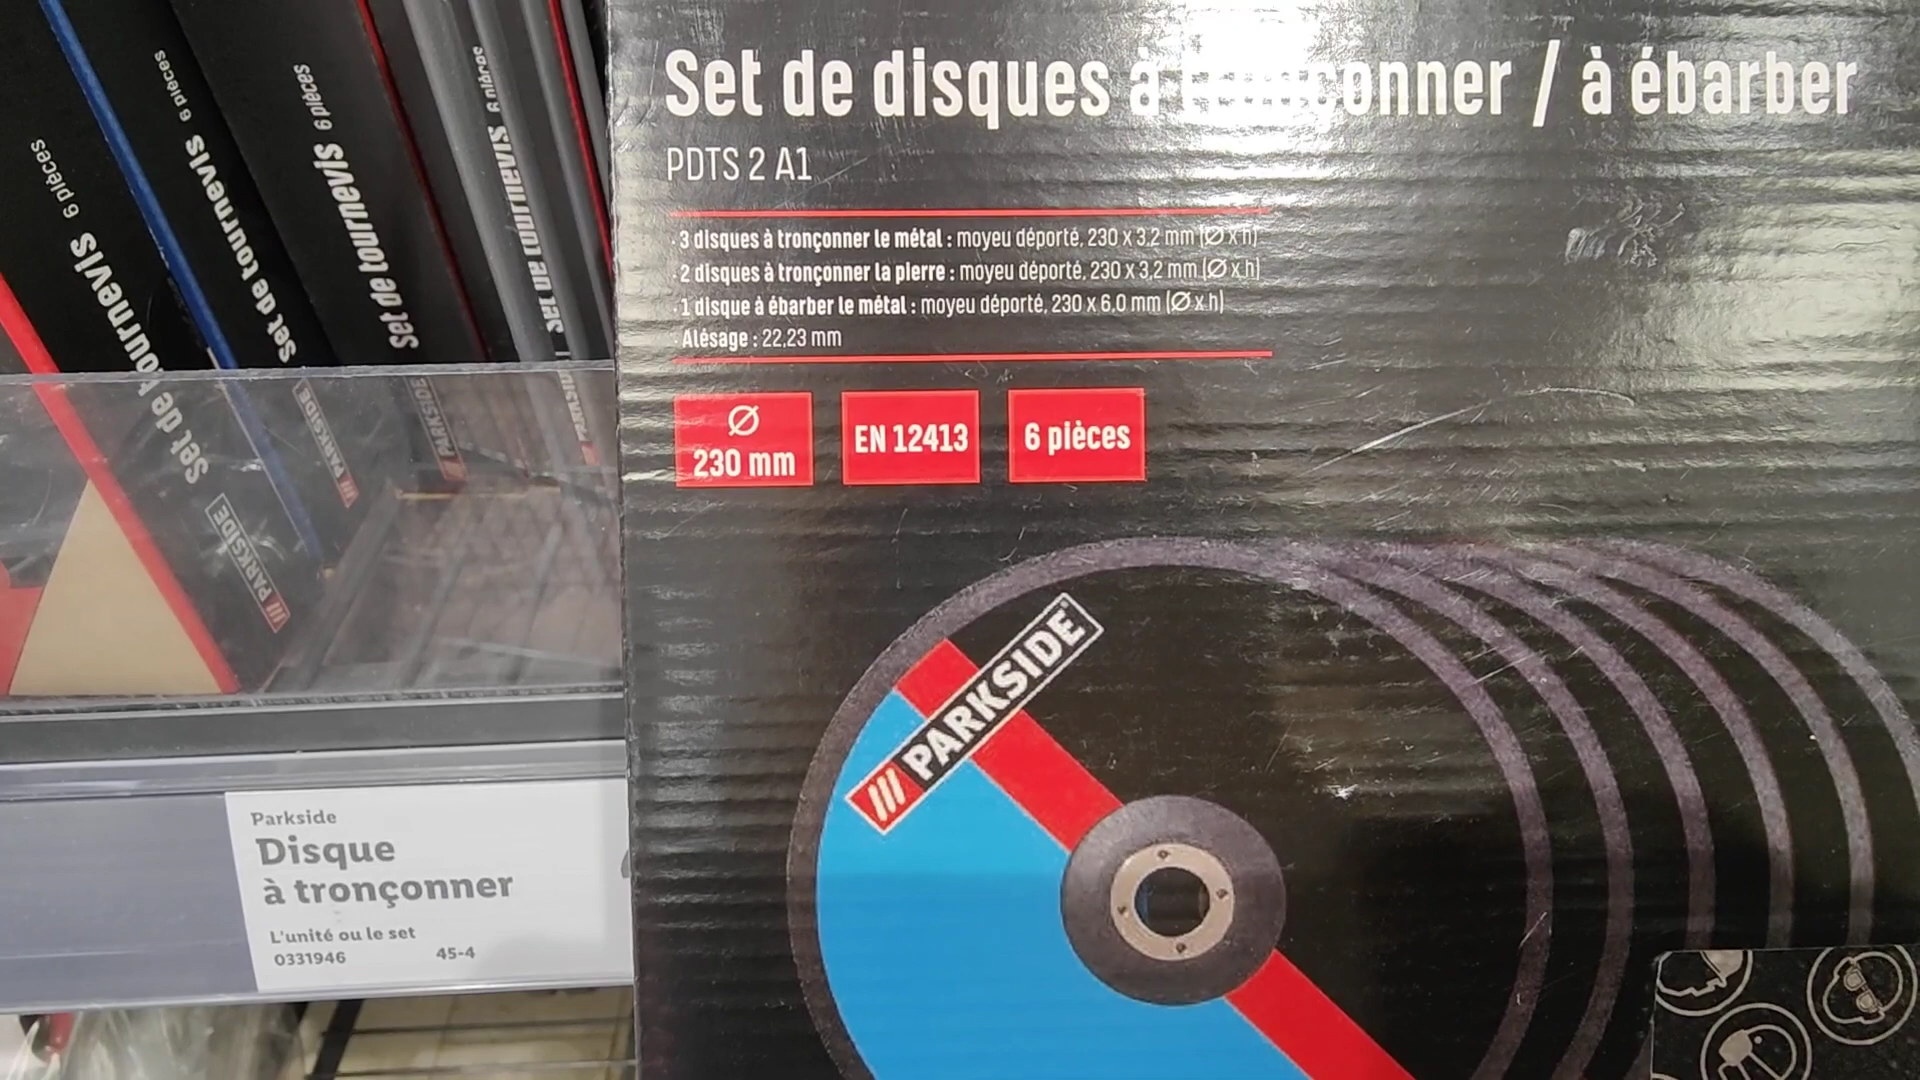 Set de disques à tronçonner / à ébarber
PDTS 2 A1
· 3 disques à tronçonner le métal : moyeu déporté, 230 x 3,2 mm (Ø x h)
· 2 disques à tronçonner la pierre : moyeu déporté, 230 x 3,2 mm (Ø x h)
· 1 disque à ébarber le métal : moyeu déporté, 230 x 6,0 mm (Ø x h)
· Alésage : 22,23 mm
Ø
230 mm
EN 12413
6 pièces
PARKSIDE®
Set de tournevis 6 pièces
PARKSIDE
Set de tournevis 6 pièces
PARKSIDE
Set de tournevis 6 pièces
PARKSIDE
Set de tournevis 6 pièces
Parkside
Disque
à tronçonner
L'unité ou le set
0331946 45-4